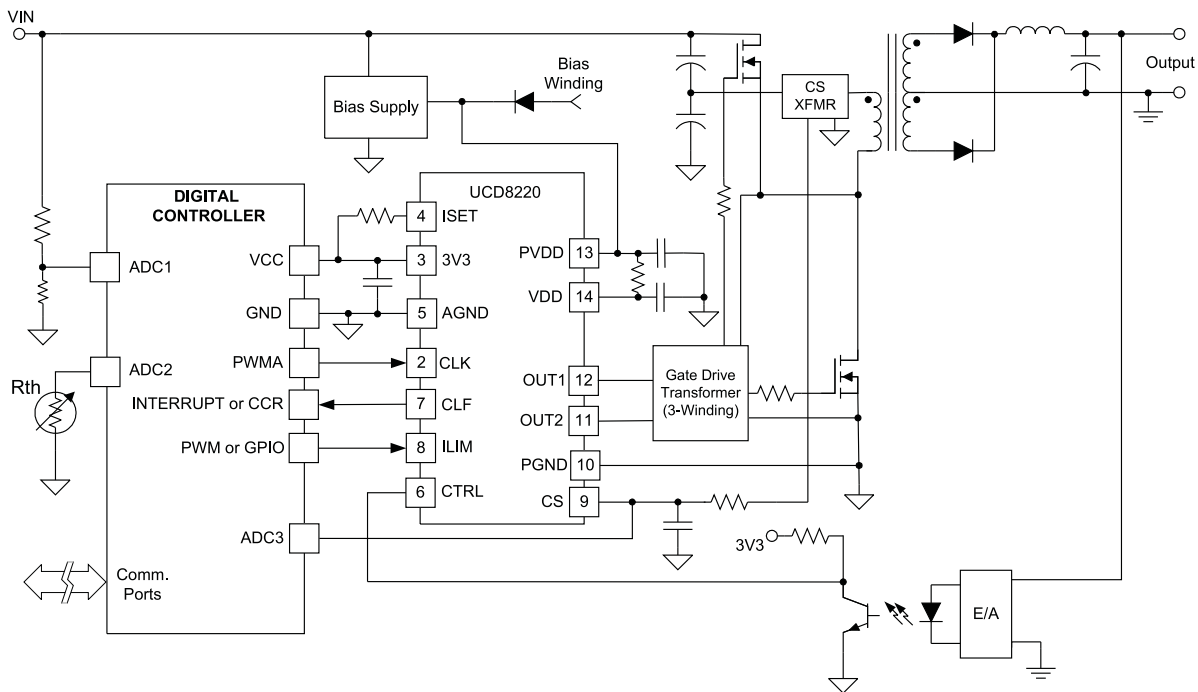 VIN
Bias
Winding
CS
XFMR
Output
Bias Supply
DIGITAL
CONTROLLER
UCD8220
4 ISET
VCC
3 3V3
PVDD 13
ADC1
GND
5 AGND
VDD 14
ADC2
PWMA
2 CLK
OUT1 12
Gate Drive
Transformer
(3-Winding)
Rth
INTERRUPT or CCR
7 CLF
OUT2 11
PWM or GPIO
8 ILIM
PGND 10
6 CTRL
CS 9
ADC3
3V3
Comm.
Ports
E/A